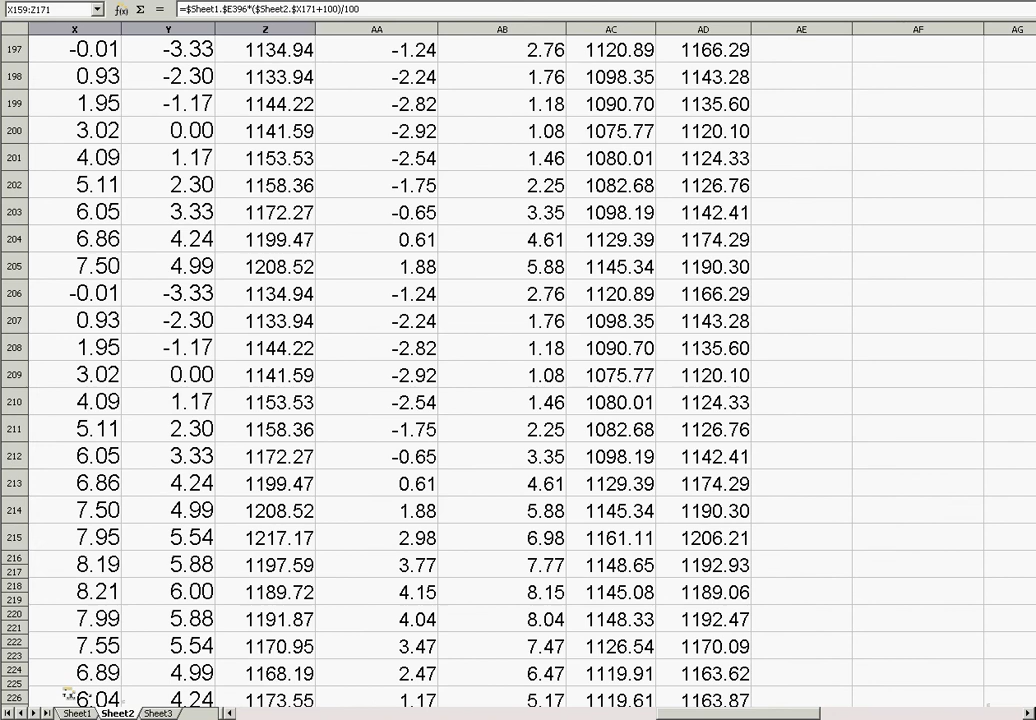 X159:Z171 f(x) Σ = =$Sheet1.$E396*($Sheet2.$X171+100)/100
X Y Z AA AB AC AD AE AF AG
197 -0.01 -3.33 1134.94 -1.24 2.76 1120.89 1166.29
198 0.93 -2.30 1133.94 -2.24 1.76 1098.35 1143.28
199 1.95 -1.17 1144.22 -2.82 1.18 1090.70 1135.60
200 3.02 0.00 1141.59 -2.92 1.08 1075.77 1120.10
201 4.09 1.17 1153.53 -2.54 1.46 1080.01 1124.33
202 5.11 2.30 1158.36 -1.75 2.25 1082.68 1126.76
203 6.05 3.33 1172.27 -0.65 3.35 1098.19 1142.41
204 6.86 4.24 1199.47 0.61 4.61 1129.39 1174.29
205 7.50 4.99 1208.52 1.88 5.88 1145.34 1190.30
206 -0.01 -3.33 1134.94 -1.24 2.76 1120.89 1166.29
207 0.93 -2.30 1133.94 -2.24 1.76 1098.35 1143.28
208 1.95 -1.17 1144.22 -2.82 1.18 1090.70 1135.60
209 3.02 0.00 1141.59 -2.92 1.08 1075.77 1120.10
210 4.09 1.17 1153.53 -2.54 1.46 1080.01 1124.33
211 5.11 2.30 1158.36 -1.75 2.25 1082.68 1126.76
212 6.05 3.33 1172.27 -0.65 3.35 1098.19 1142.41
213 6.86 4.24 1199.47 0.61 4.61 1129.39 1174.29
214 7.50 4.99 1208.52 1.88 5.88 1145.34 1190.30
215 7.95 5.54 1217.17 2.98 6.98 1161.11 1206.21
216 8.19 5.88 1197.59 3.77 7.77 1148.65 1192.93
217
218 8.21 6.00 1189.72 4.15 8.15 1145.08 1189.06
219
220 7.99 5.88 1191.87 4.04 8.04 1148.33 1192.47
221
222 7.55 5.54 1170.95 3.47 7.47 1126.54 1170.09
223
224 6.89 4.99 1168.19 2.47 6.47 1119.91 1163.62
225
226 6.04 4.24 1173.55 1.17 5.17 1119.61 1163.87
Sheet1 Sheet2 Sheet3